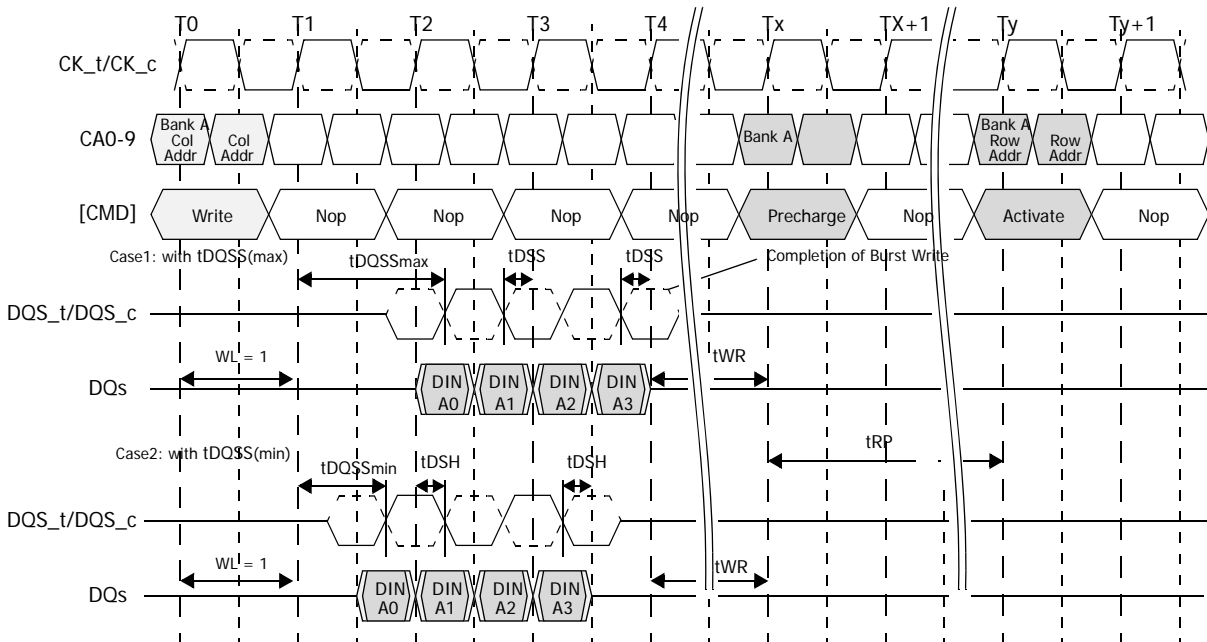 T0 T1 T2 T3 T4 Tx TX+1 Ty Ty+1
CK_t/CK_c
CA0-9
Bank A
Col
Addr
Col
Addr
Bank A
Bank A
Row
Addr
Row
Addr
[CMD]
Write Nop Nop Nop Nop Precharge Nop Activate Nop
Case1: with tDQSS(max)
tDQSSmax
tDSS
tDSS
Completion of Burst Write
DQS_t/DQS_c
WL = 1
tWR
DQs
DIN
A0
DIN
A1
DIN
A2
DIN
A3
Case2: with tDQSS(min)
tDQSSmin
tDSH
tDSH
tRP
DQS_t/DQS_c
WL = 1
tWR
DQs
DIN
A0
DIN
A1
DIN
A2
DIN
A3